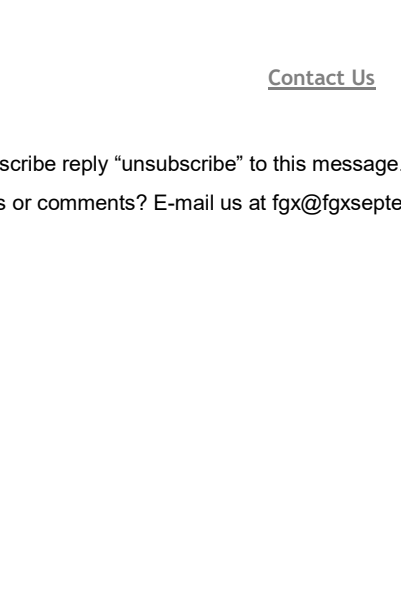 Contact Us
scribe reply “unsubscribe” to this message.
s or comments? E-mail us at fgx@fgxsepte